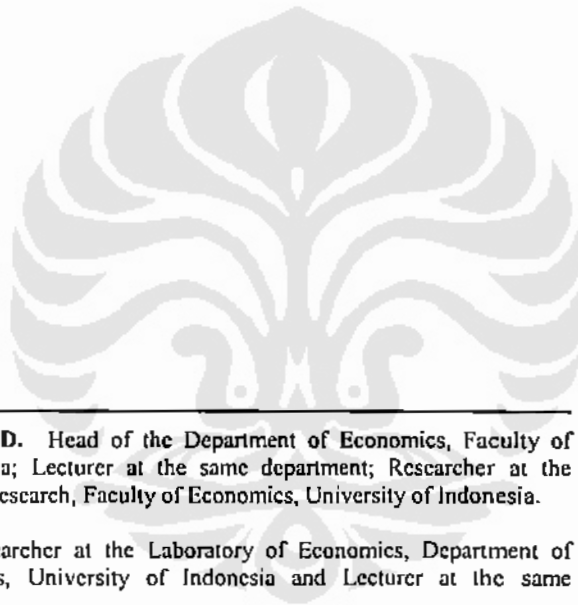 D. Head of the Department of Economics, Faculty of
a; Lecturer at the same department; Researcher at the
esearch, Faculty of Economics, University of Indonesia.
earcher at the Laboratory of Economics, Department of
s, University of Indonesia and Lecturer at the same